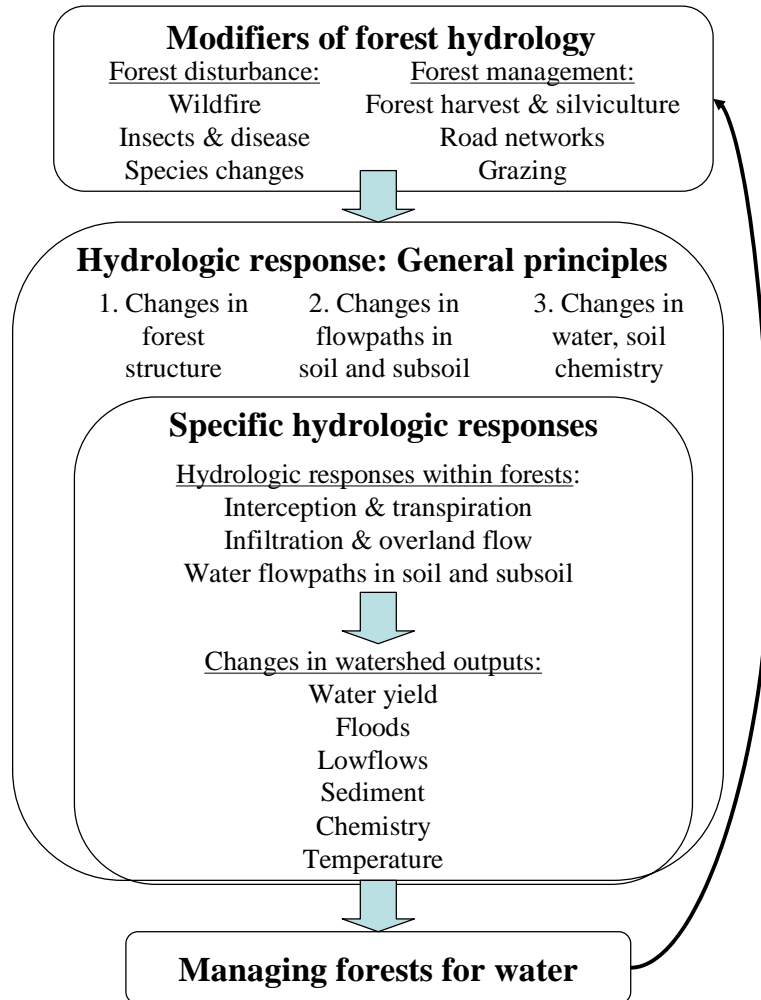 Modifiers of forest hydrology
Forest disturbance:
Wildfire
Insects & disease
Species changes
Forest management:
Forest harvest & silviculture
Road networks
Grazing
Hydrologic response: General principles
1. Changes in
forest
structure
2. Changes in
flowpaths in
soil and subsoil
3. Changes in
water, soil
chemistry
Specific hydrologic responses
Hydrologic responses within forests:
Interception & transpiration
Infiltration & overland flow
Water flowpaths in soil and subsoil
Changes in watershed outputs:
Water yield
Floods
Lowflows
Sediment
Chemistry
Temperature
Managing forests for water